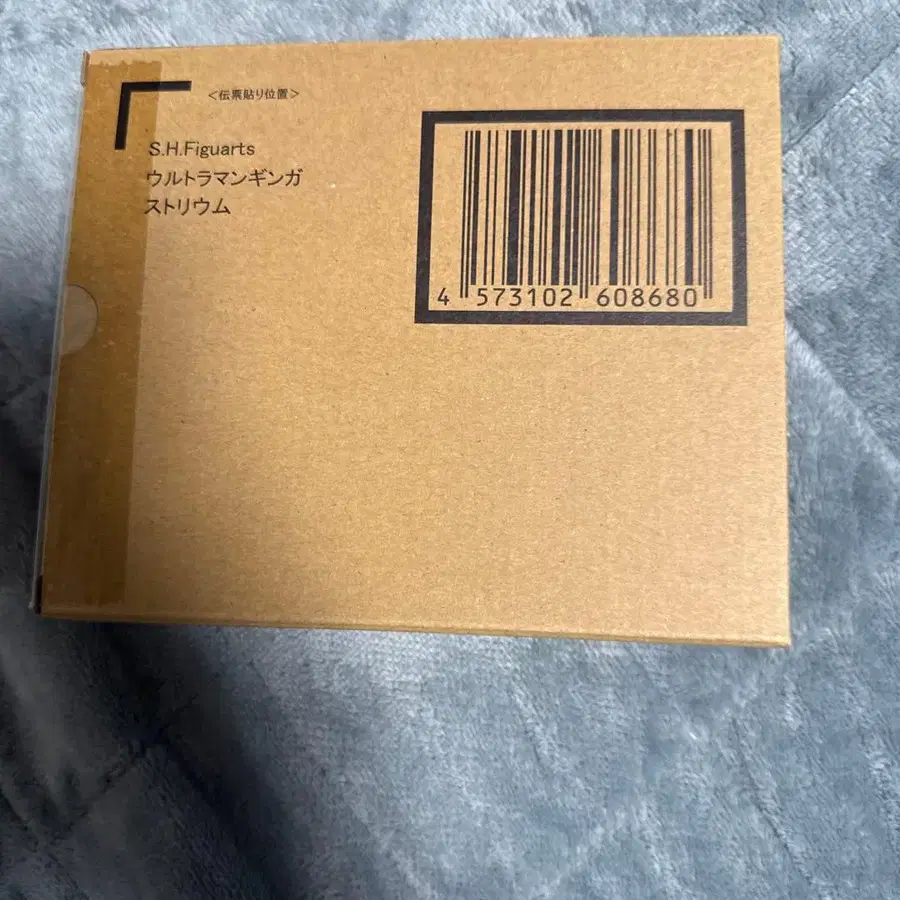 ＜伝票貼り位置＞
S.H.Figuarts
ウルトラマンギンガ
ストリウム
4 573102 608680